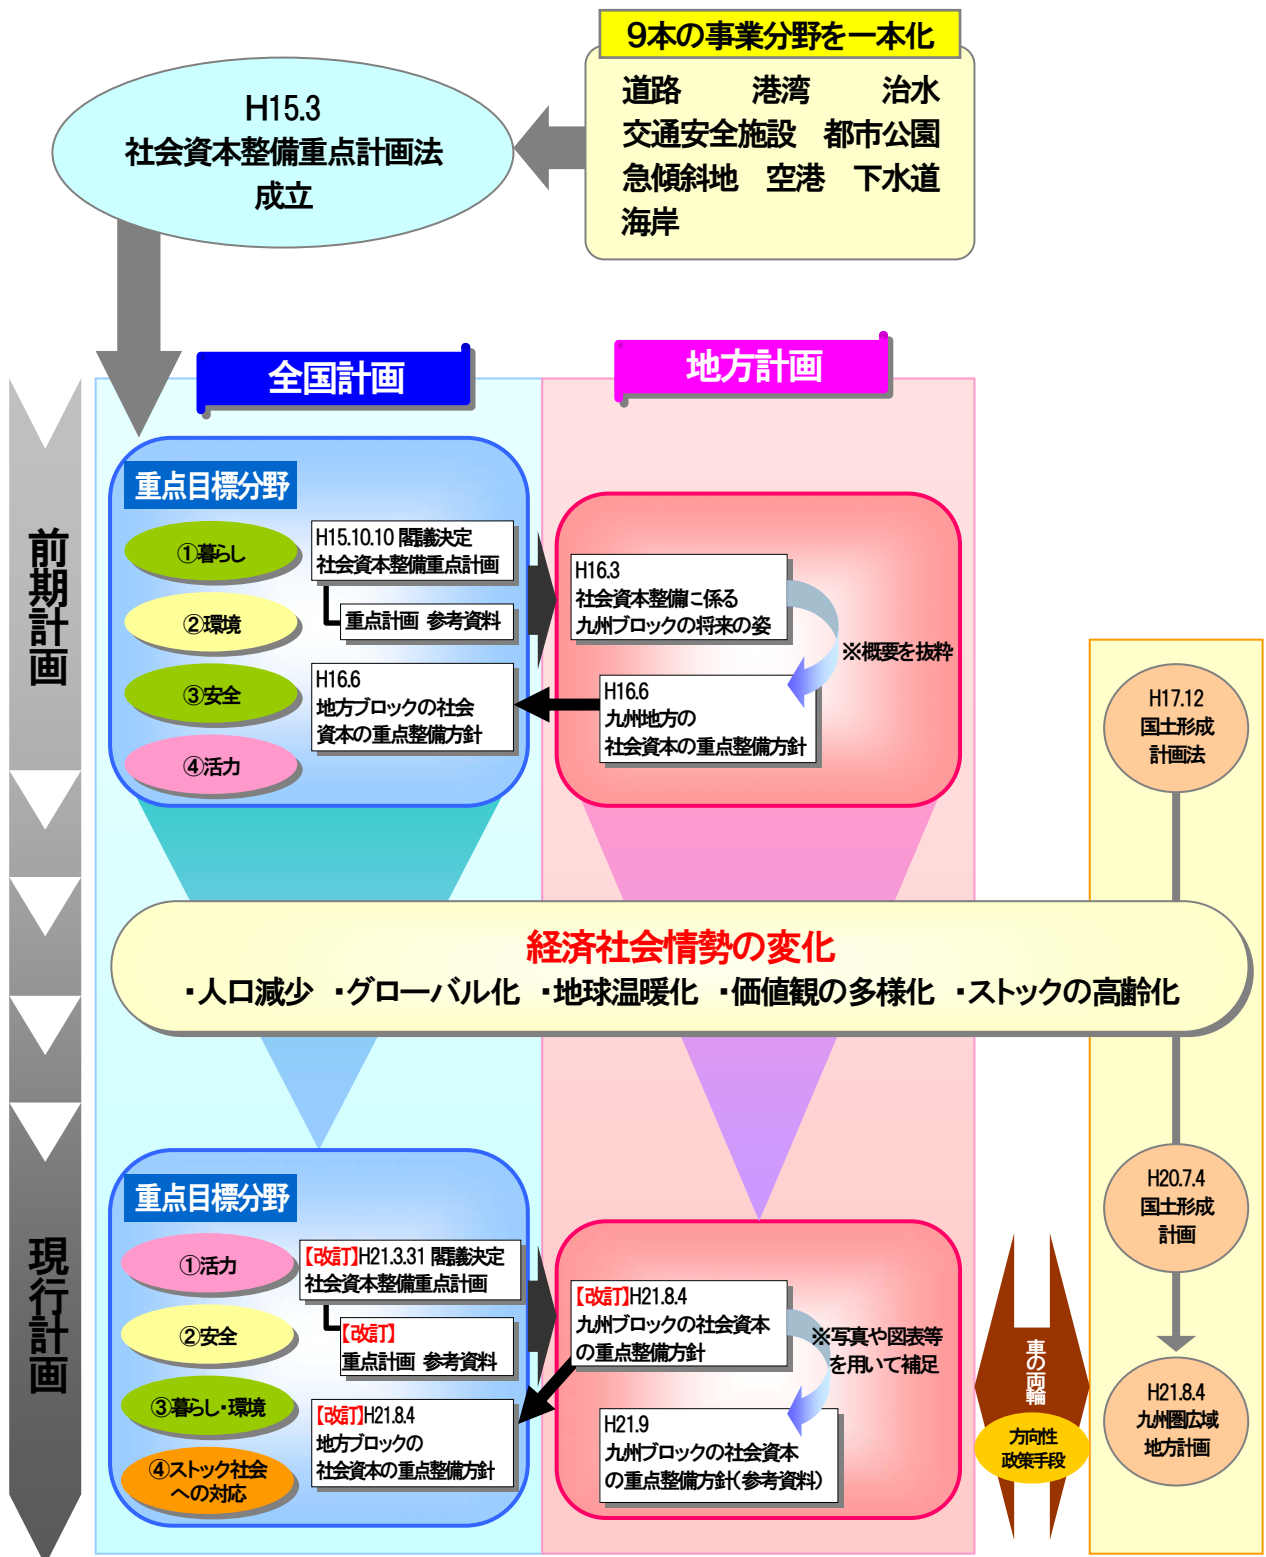 9本の事業分野を一本化
道路 港湾 治水
交通安全施設 都市公園
急傾斜地 空港 下水道
海岸
H15.3
社会資本整備重点計画法
成立
全国計画
地方計画
前期計画
重点目標分野
①暮らし
②環境
③安全
④活力
H15.10.10 閣議決定
社会資本整備重点計画
重点計画 参考資料
H16.6
地方ブロックの社会
資本の重点整備方針
H16.3
社会資本整備に係る
九州ブロックの将来の姿
※概要を抜粋
H16.6
九州地方の
社会資本の重点整備方針
H17.12
国土形成
計画法
経済社会情勢の変化
・人口減少 ・グローバル化 ・地球温暖化 ・価値観の多様化 ・ストックの高齢化
現行計画
重点目標分野
①活力
②安全
③暮らし・環境
④ストック社会
への対応
【改訂】H21.3.31 閣議決定
社会資本整備重点計画
【改訂】
重点計画 参考資料
【改訂】H21.8.4
地方ブロックの
社会資本の重点整備方針
【改訂】H21.8.4
九州ブロックの社会資本
の重点整備方針
※写真や図表等
を用いて補足
H21.9
九州ブロックの社会資本
の重点整備方針(参考資料)
車の両輪
方向性
政策手段
H20.7.4
国土形成
計画
H21.8.4
九州圏広域
地方計画